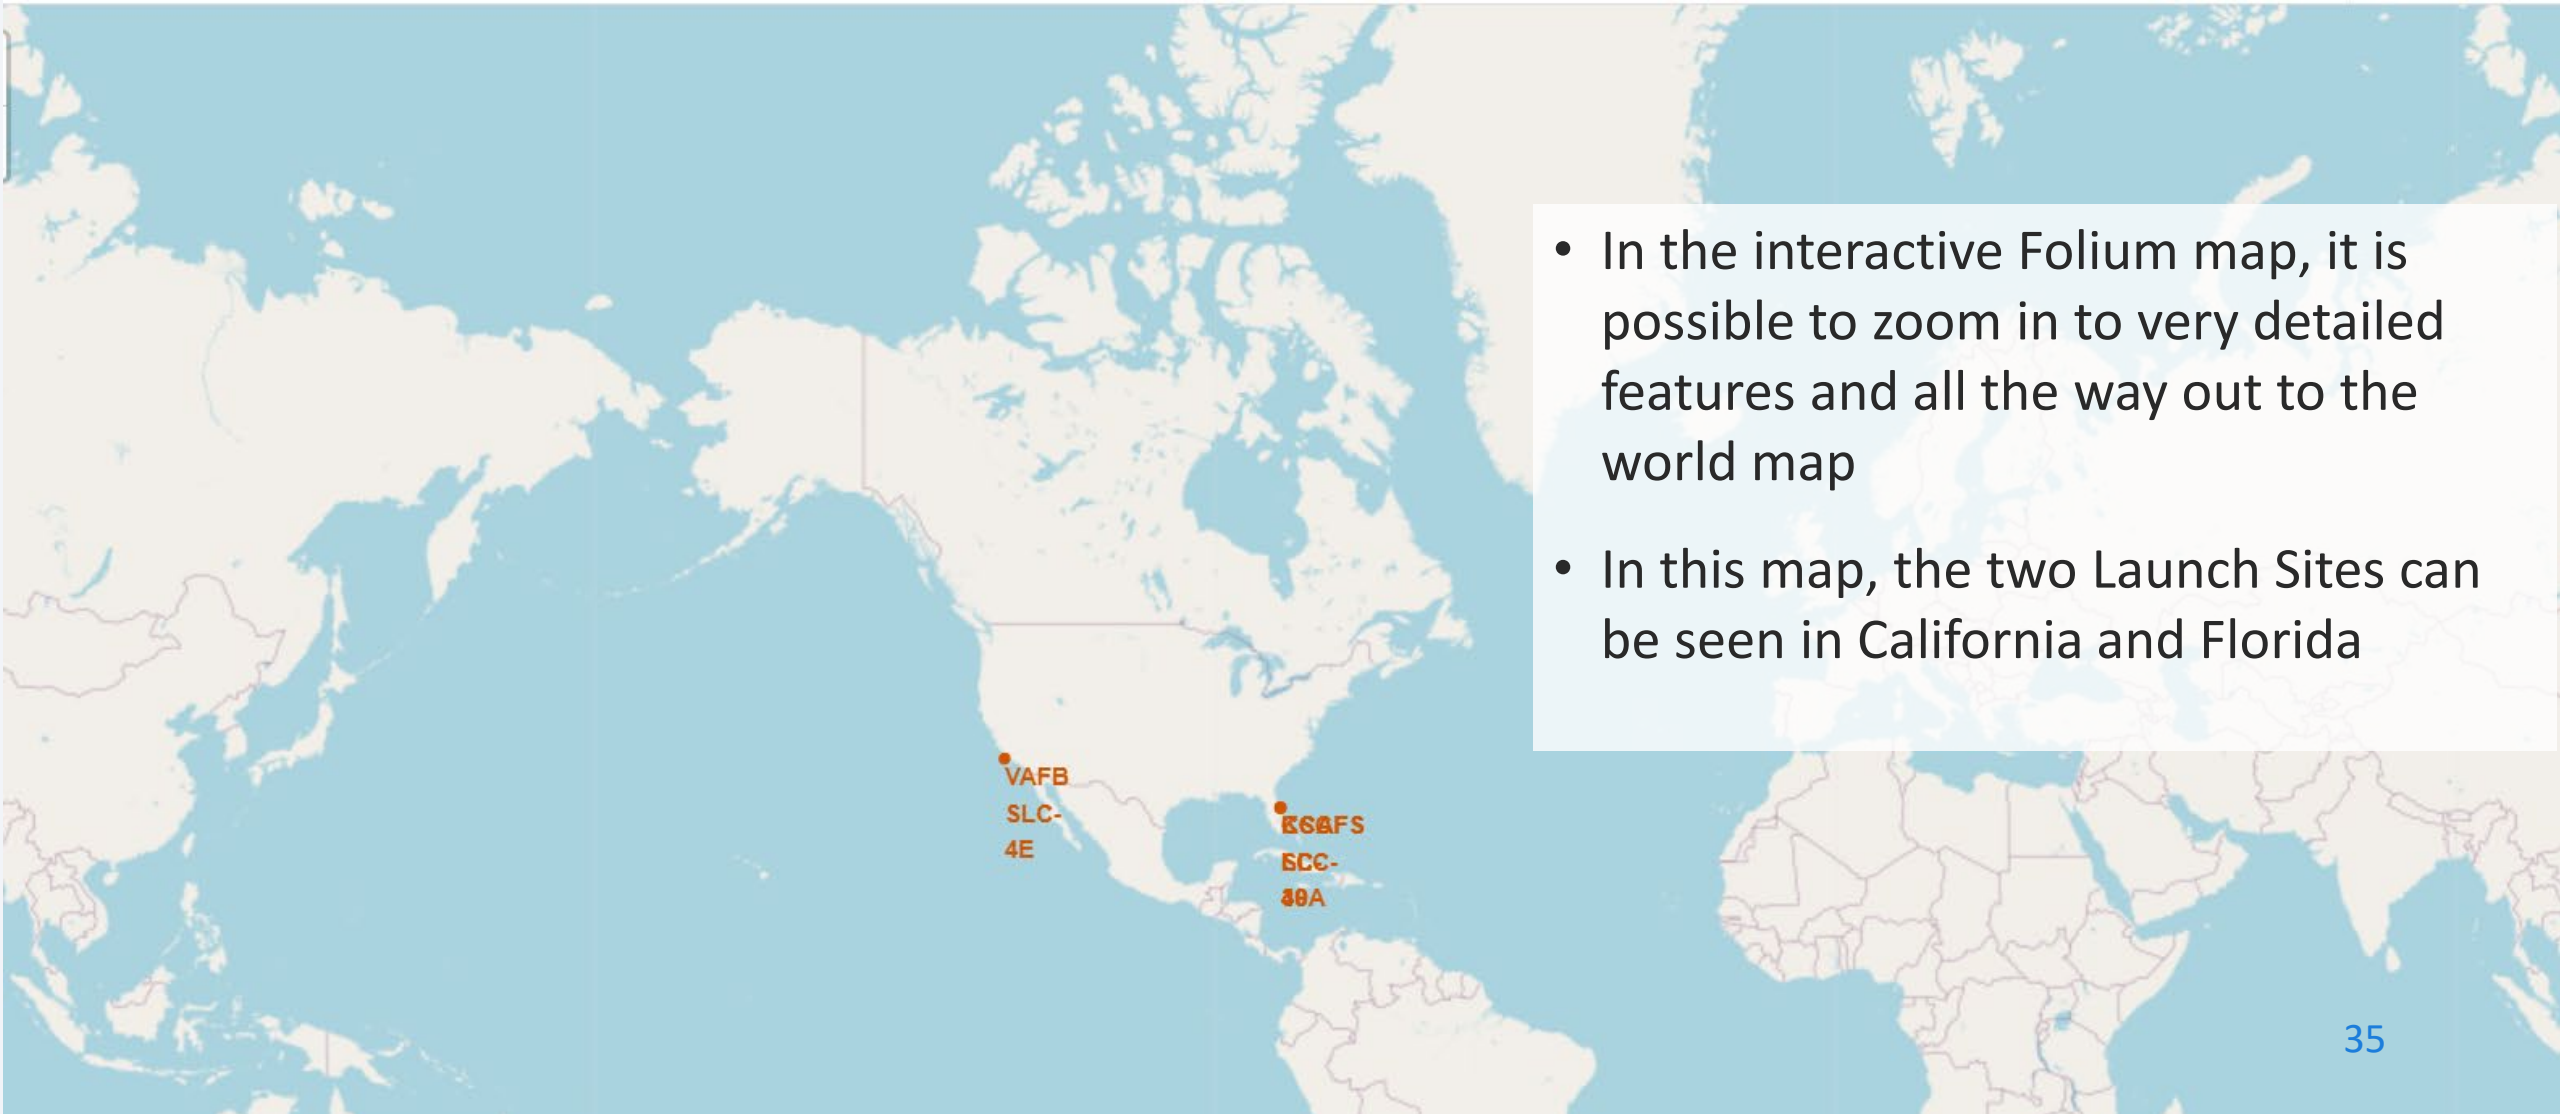 • In the interactive Folium map, it is
possible to zoom in to very detailed
features and all the way out to the
world map
• In this map, the two Launch Sites can
be seen in California and Florida
VAFB
SLC-
4E
35